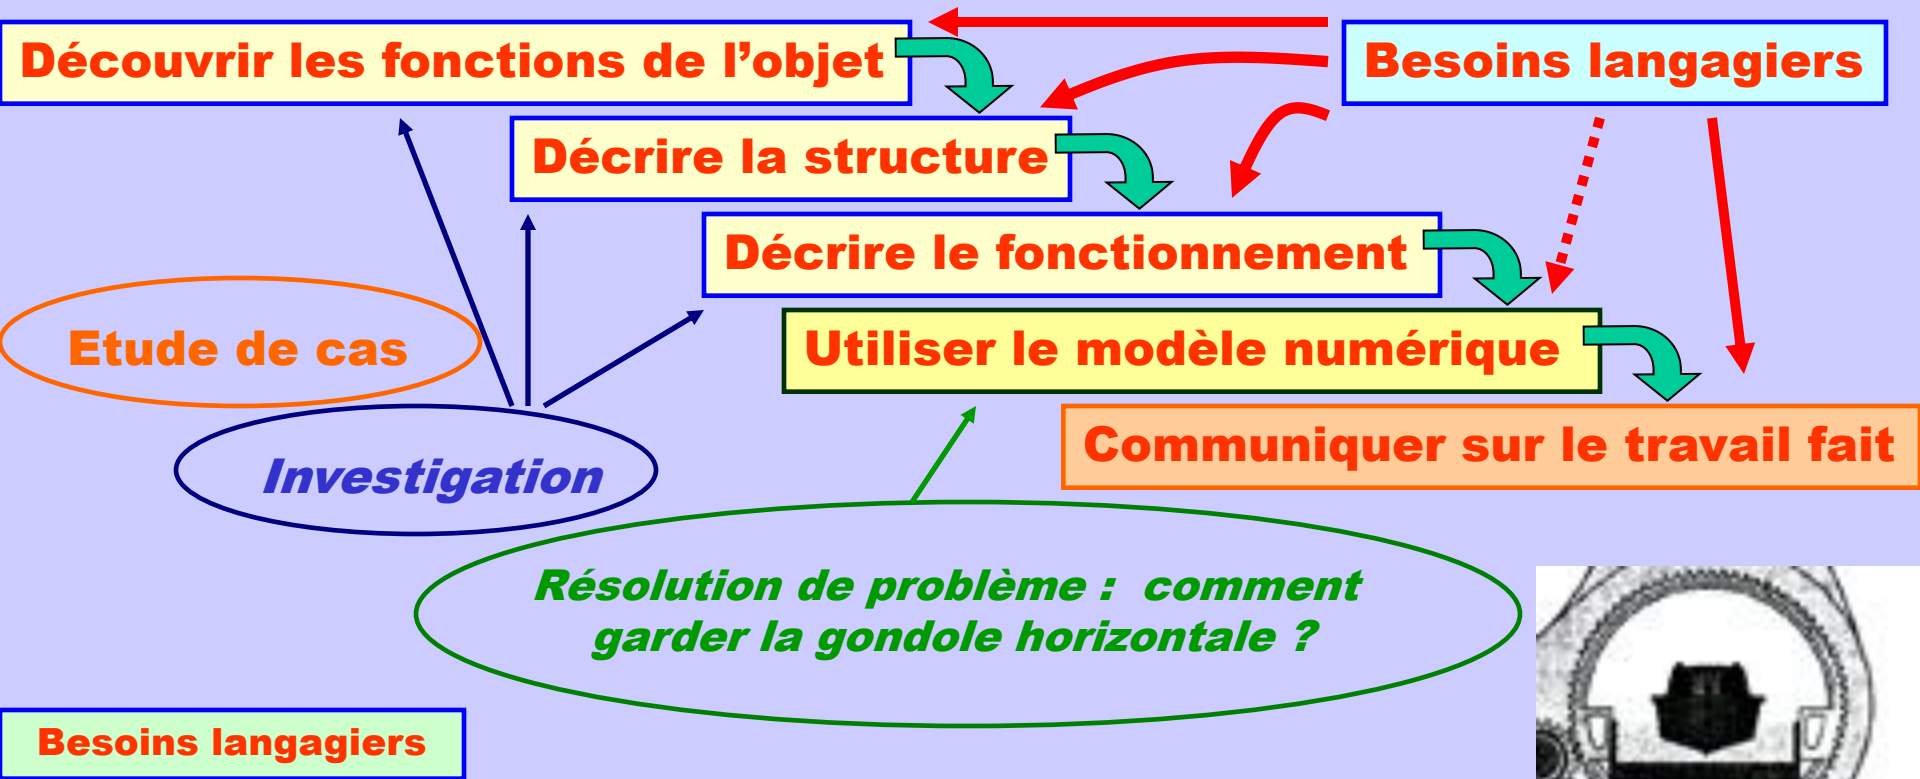 Découvrir les fonctions de l’objet
Besoins langagiers
Décrire la structure
Décrire le fonctionnement
Etude de cas
Utiliser le modèle numérique
Communiquer sur le travail fait
Investigation
Résolution de problème : comment
garder la gondole horizontale ?
Besoins langagiers